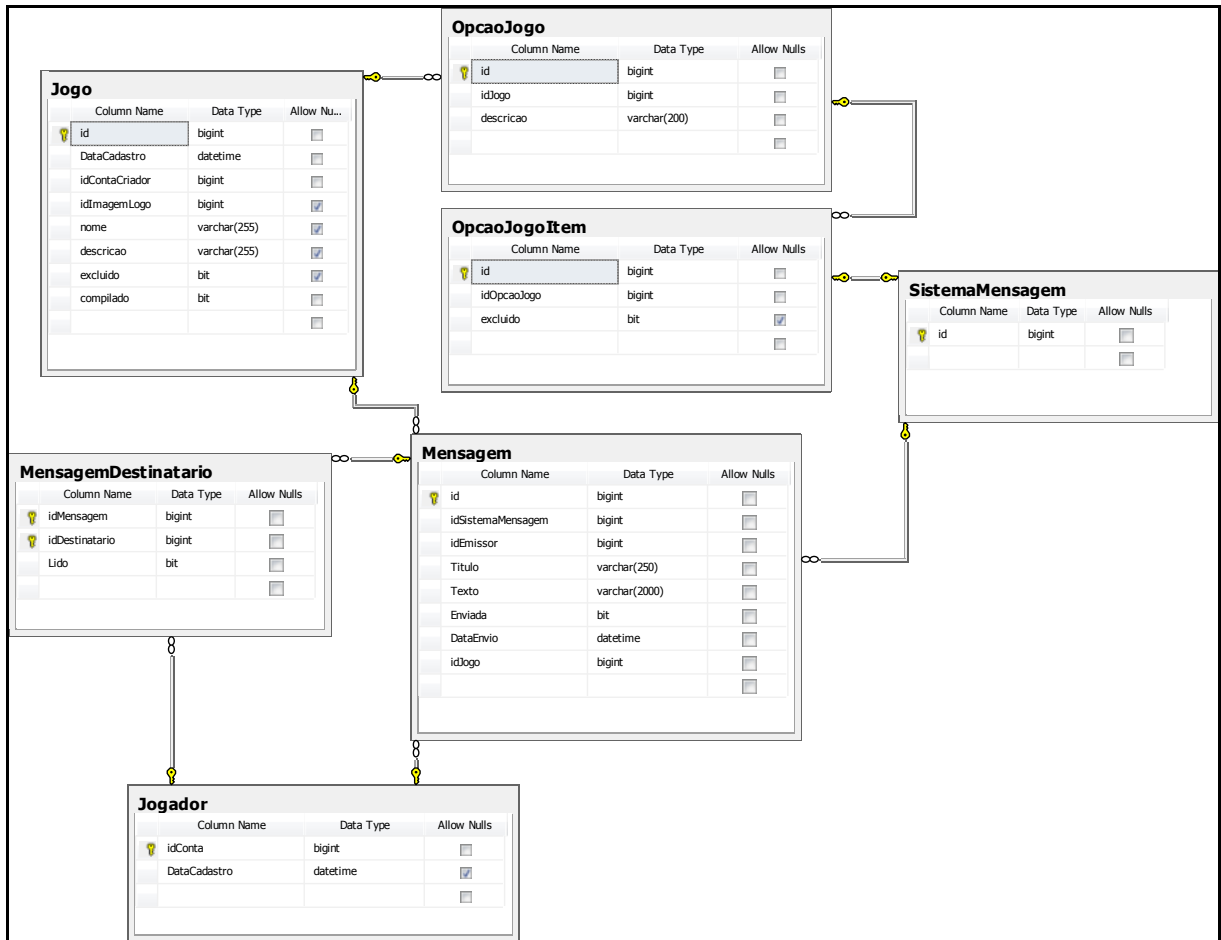 OpcaoJogo
Column Name Data Type Allow Nulls
id bigint
idJogo bigint
descricao varchar(200)
Jogo
Column Name Data Type Allow Nu...
id bigint
DataCadastro datetime
idContaCriador bigint
idImagemLogo bigint
nome varchar(255)
descricao varchar(255)
excluido bit
compilado bit
OpcaoJogoItem
Column Name Data Type Allow Nulls
id bigint
idOpcaoJogo bigint
excluido bit
SistemaMensagem
Column Name Data Type Allow Nulls
id bigint
Mensagem
Column Name Data Type Allow Nulls
id bigint
idSistemaMensagem bigint
idEmissor bigint
Titulo varchar(250)
Texto varchar(2000)
Enviada bit
DataEnvio datetime
idJogo bigint
MensagemDestinatario
Column Name Data Type Allow Nulls
idMensagem bigint
idDestinatario bigint
Lido bit
Jogador
Column Name Data Type Allow Nulls
idConta bigint
DataCadastro datetime